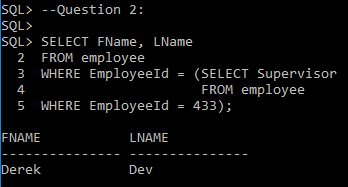 SQL> --Question 2:
SQL>
SQL> SELECT FName, LName
  2  FROM employee
  3  WHERE EmployeeId = (SELECT Supervisor
  4                      FROM employee
  5  WHERE EmployeeId = 433);

FNAME           LNAME
--------------- ---------------
Derek           Dev